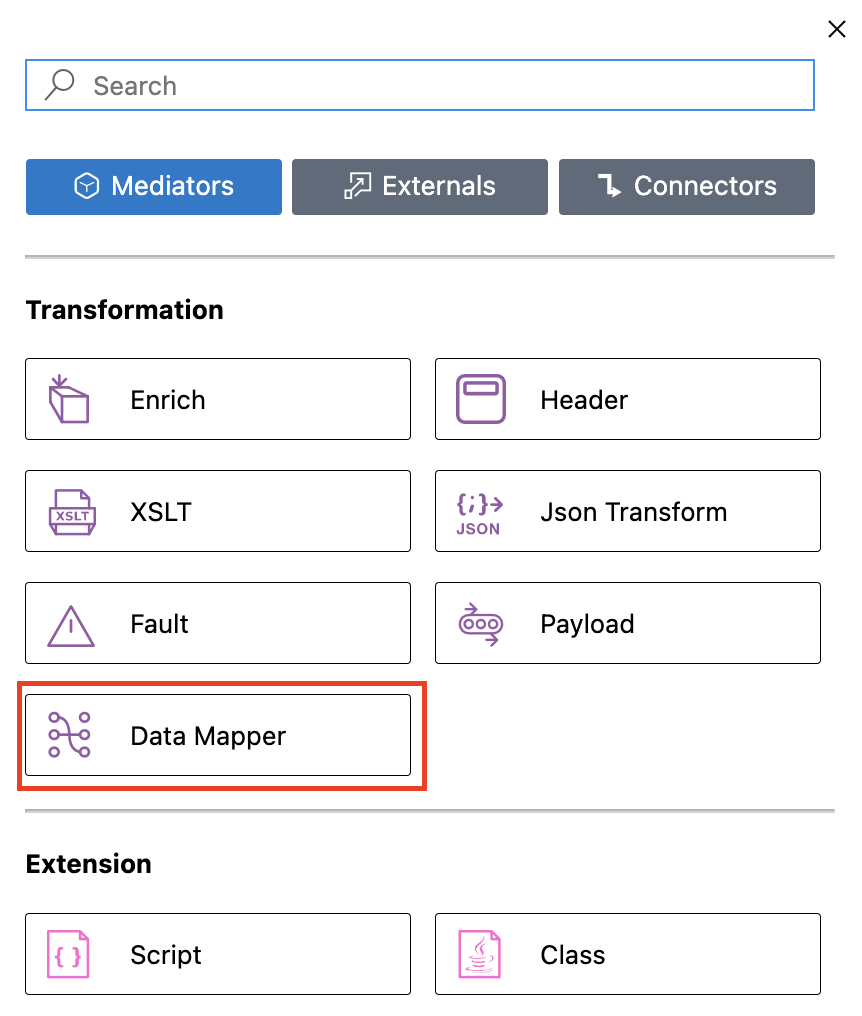 Search
Mediators Externals Connectors
Transformation
Enrich Header
XSLT XSLT {;} JSON Json Transform
Fault Payload
Data Mapper
Extension
{ } Script Class